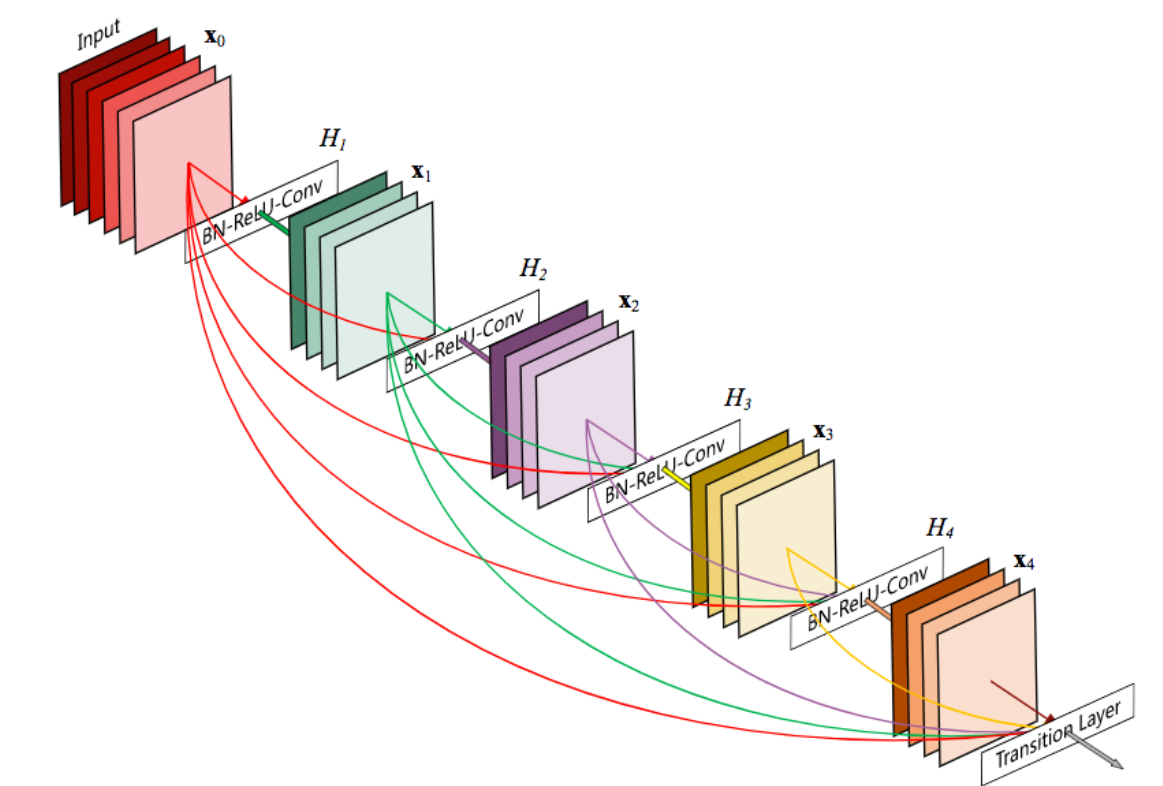 Input
x₀
H₁
BN-ReLU-Conv
x₁
H₂
BN-ReLU-Conv
x₂
H₃
BN-ReLU-Conv
x₃
H₄
BN-ReLU-Conv
x₄
Transition Layer